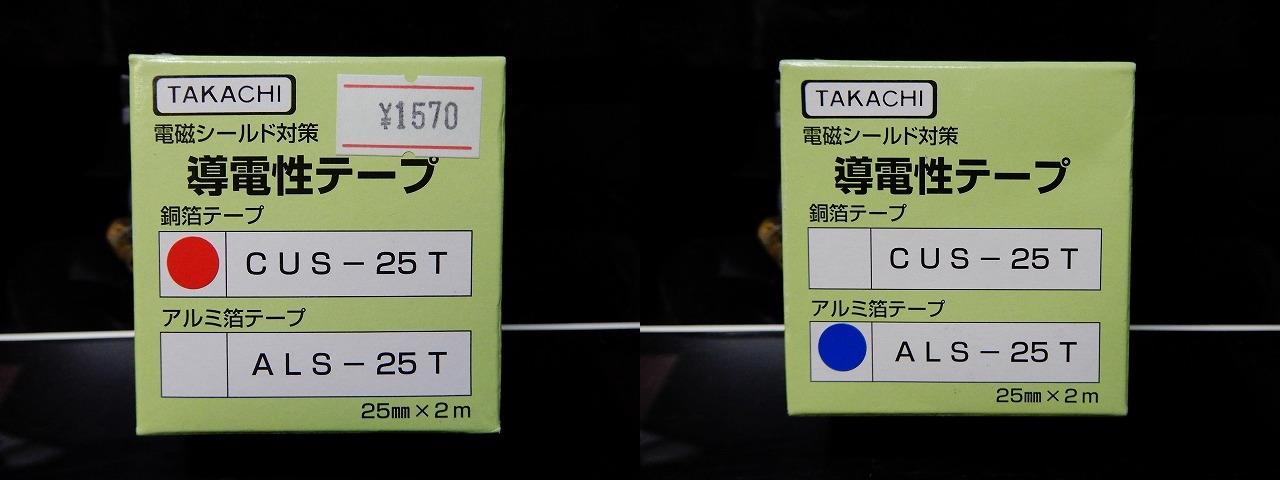 TAKACHI
¥1570
電磁シールド対策
導電性テープ
銅箔テープ
CUS-25T
アルミ箔テープ
ALS-25T
25㎜×2m
TAKACHI
電磁シールド対策
導電性テープ
銅箔テープ
CUS-25T
アルミ箔テープ
ALS-25T
25㎜×2m